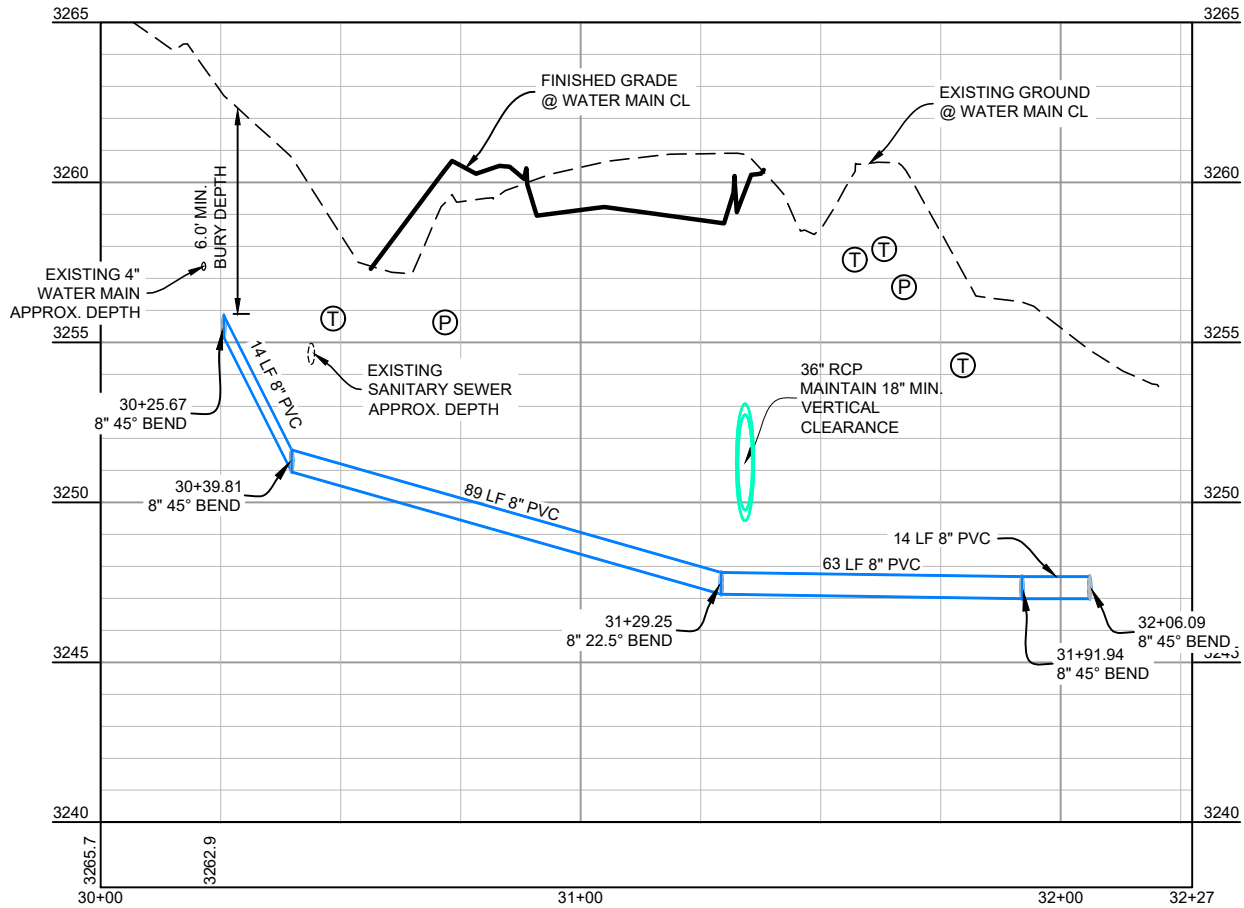 3265
3265
FINISHED GRADE
@ WATER MAIN CL
EXISTING GROUND
@ WATER MAIN CL
3260
3260
6.0' MIN.
BURY DEPTH
EXISTING 4"
WATER MAIN
APPROX. DEPTH
T
T
P
T
P
3255
3255
14 LF 8" PVC
EXISTING
SANITARY SEWER
APPROX. DEPTH
T
36" RCP
MAINTAIN 18" MIN.
VERTICAL
CLEARANCE
30+25.67
8" 45° BEND
30+39.81
8" 45° BEND
89 LF 8" PVC
3250
3250
14 LF 8" PVC
63 LF 8" PVC
31+29.25
8" 22.5° BEND
32+06.09
8" 45° BEND
31+91.94
8" 45° BEND
3245
3245
3240
3240
3265.7
3262.9
30+00
31+00
32+00
32+27